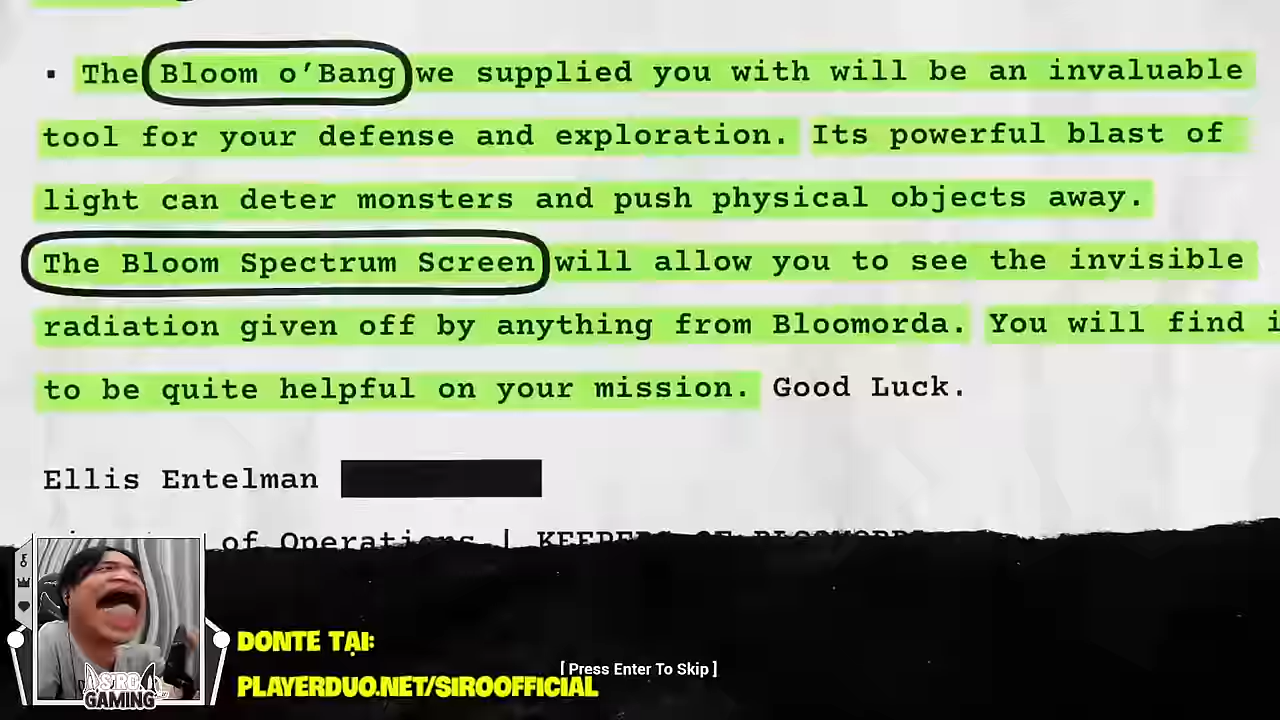 ▪ The Bloom o’Bang we supplied you with will be an invaluable
tool for your defense and exploration. Its powerful blast of
light can deter monsters and push physical objects away.
The Bloom Spectrum Screen will allow you to see the invisible
radiation given off by anything from Bloomorda. You will find i
to be quite helpful on your mission. Good Luck.
Ellis Entelman
of Operations | KEEPERS OF BLOOMORDA
DONTE TẠI:
[ Press Enter To Skip ]
PLAYERDUO.NET/SIROOFFICIAL
SIRO
GAMING